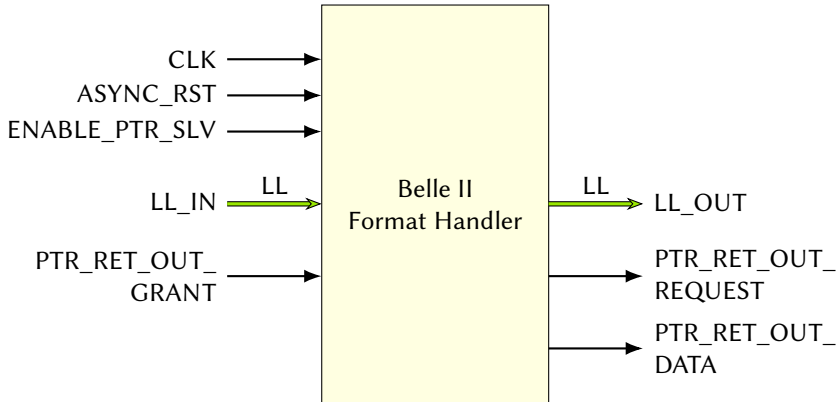 CLK
ASYNC_RST
ENABLE_PTR_SLV
LL_IN
LL
PTR_RET_OUT_
GRANT
Belle II
Format Handler
LL
LL_OUT
PTR_RET_OUT_
REQUEST
PTR_RET_OUT_
DATA